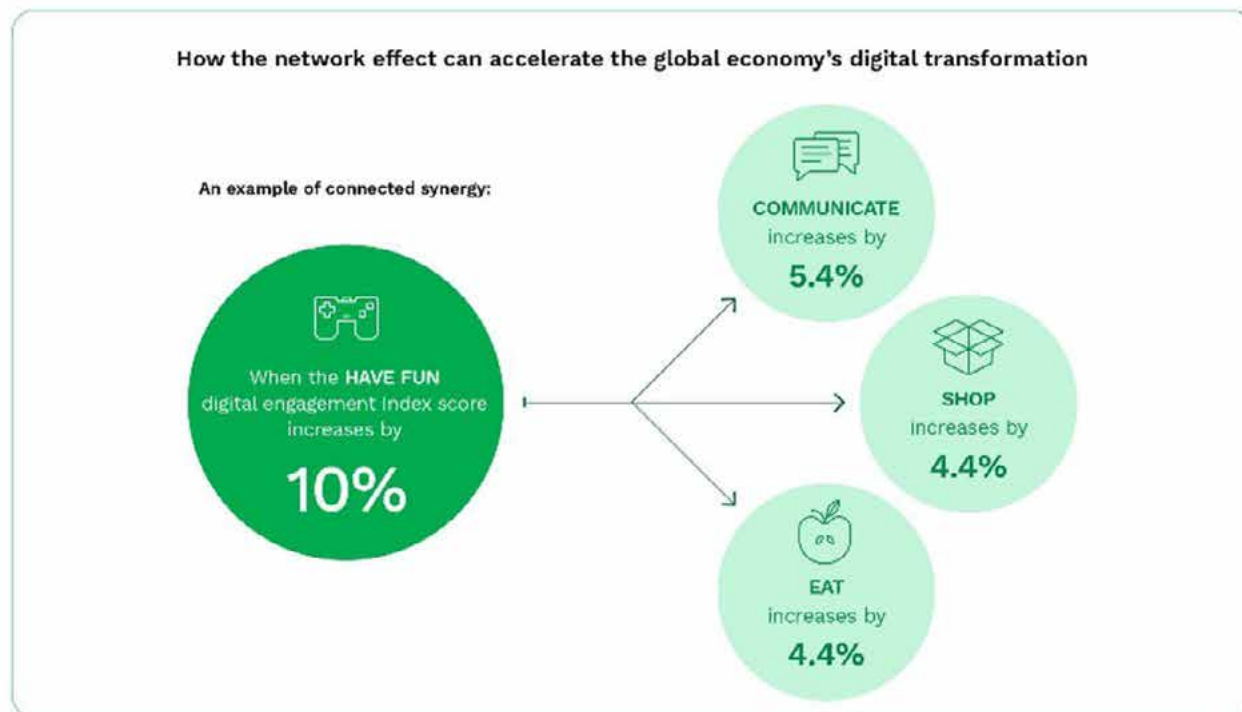 How the network effect can accelerate the global economy's digital transformation
An example of connected synergy:
When the HAVE FUN
digital engagement index score
increases by
10%
COMMUNICATE
increases by
5.4%
SHOP
increases by
4.4%
EAT
increases by
4.4%